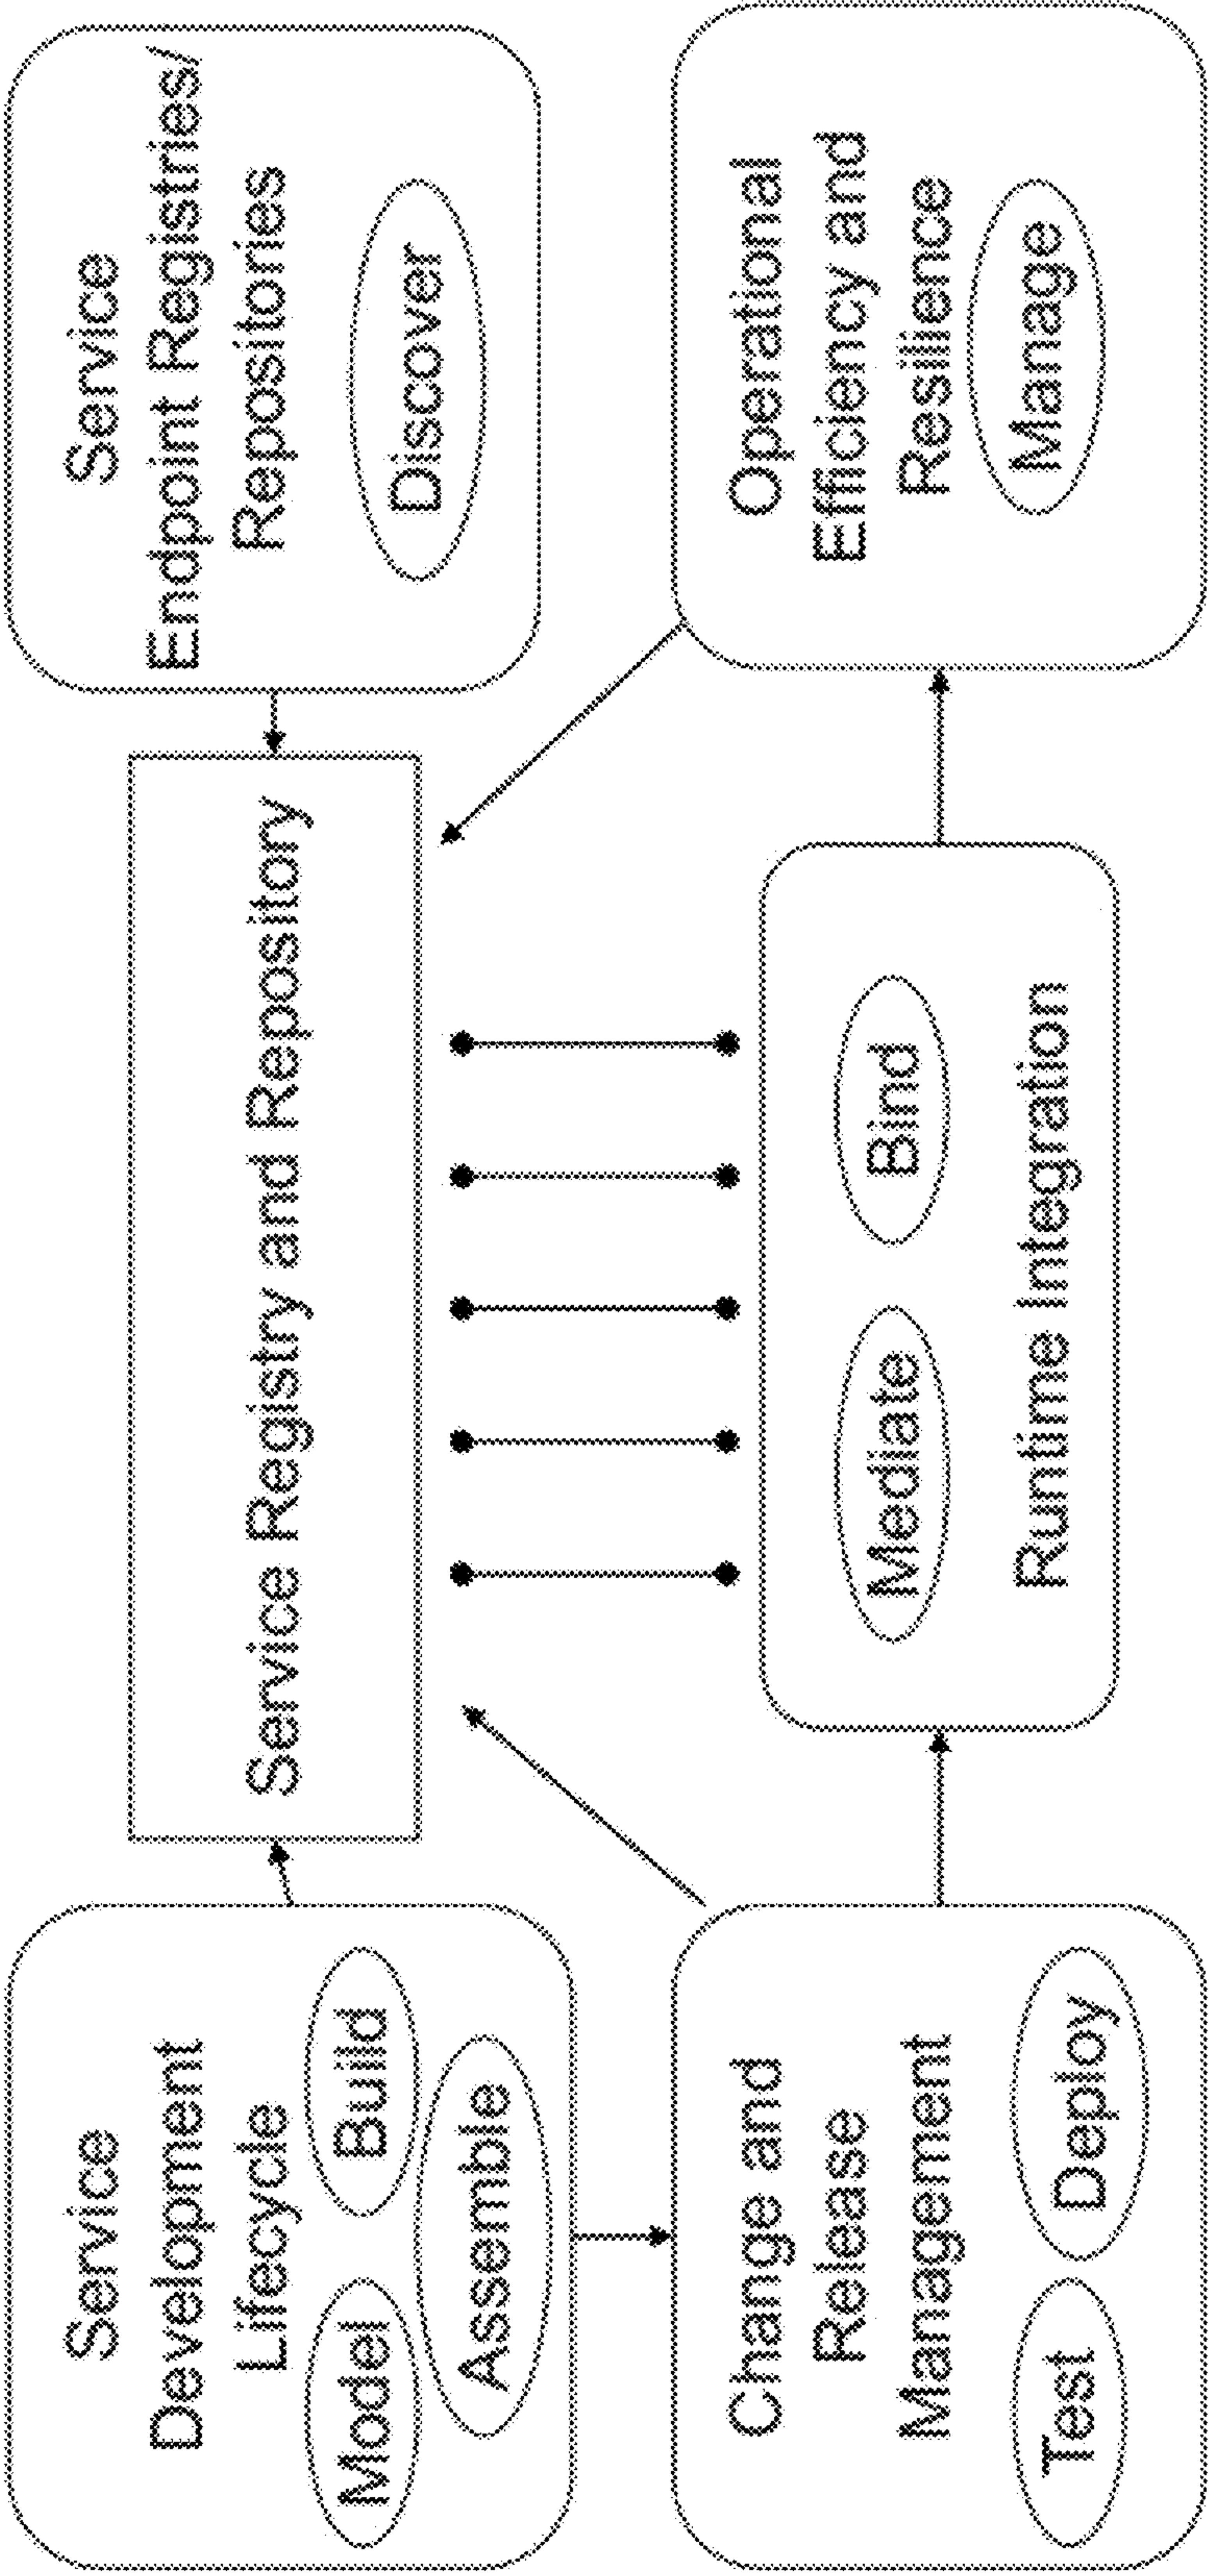 Service
Development
Lifecycle
Model
Build
Assemble
Service Registry and Repository
Service
Endpoint Registries/
Repositories
Discover
Change and
Release
Management
Test
Deploy
Mediate
Bind
Runtime Integration
Operational
Efficiency and
Resilience
Manage